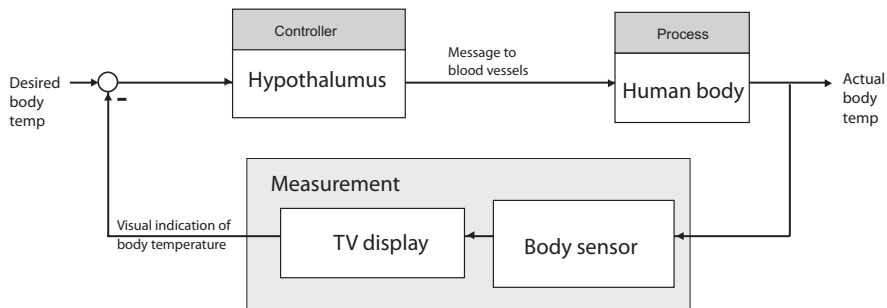 Controller
Hypothalumus
Message to
blood vessels
Process
Human body
Desired
body
temp
-
Actual
body
temp
Measurement
TV display
Body sensor
Visual indication of
body temperature